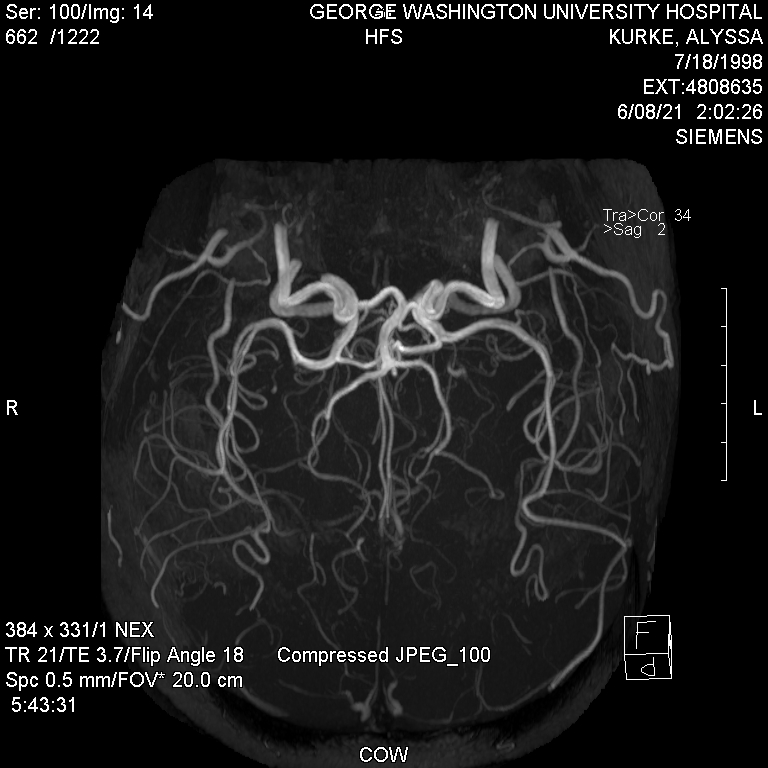 Ser: 100/Img: 14
662 /1222
HFS
GEORGE WASHINGTON UNIVERSITY HOSPITAL
KURKE, ALYSSA
7/18/1998
EXT:4808635
6/08/21 2:02:26
SIEMENS
Tra>Cor 34
>Sag 2
R
L
384 x 331/1 NEX
TR 21/TE 3.7/Flip Angle 18
Compressed JPEG_100
Spc 0.5 mm/FOV* 20.0 cm
5:43:31
F
COW